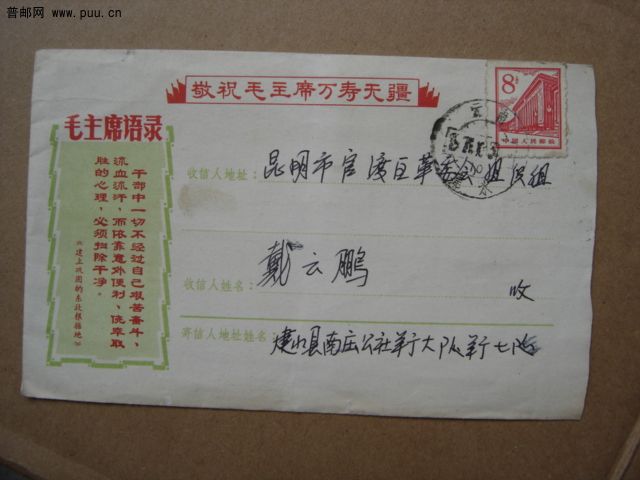 普邮网 www.puu.cn
敬祝毛主席万寿无疆
8分
中国人民邮政
毛主席语录
干部中一切不经过自己艰苦奋斗、
流血流汗，而依靠意外便利、侥幸取
胜的心理，必须扫除干净。
《建立巩固的东北根据地》
收信人地址：昆明市官渡区革委会组织组
收信人姓名：戴云鹏 收
寄信人地址姓名：建水县南庄公社羊大队羊七队